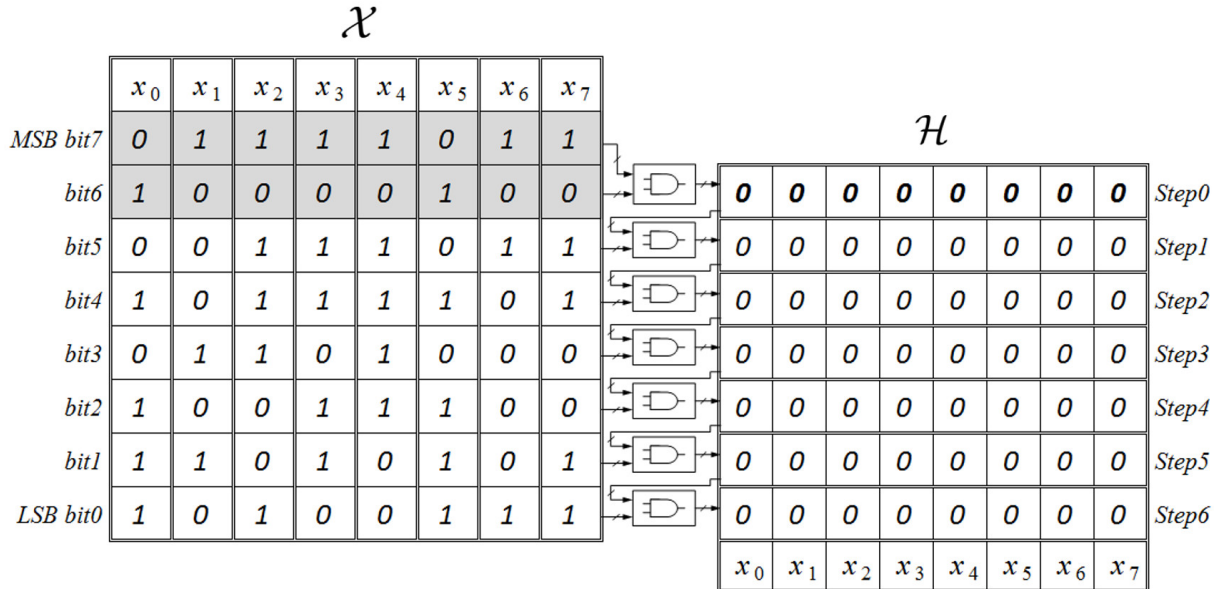 𝒳
x0 x1 x2 x3 x4 x5 x6 x7
MSB bit7 0 1 1 1 1 0 1 1
ℋ
bit6 1 0 0 0 0 1 0 0 0 0 0 0 0 0 0 0 Step0
bit5 0 0 1 1 1 0 1 1 0 0 0 0 0 0 0 0 Step1
bit4 1 0 1 1 1 1 0 1 0 0 0 0 0 0 0 0 Step2
bit3 0 1 1 0 1 0 0 0 0 0 0 0 0 0 0 0 Step3
bit2 1 0 0 1 1 1 0 0 0 0 0 0 0 0 0 0 Step4
bit1 1 1 0 1 0 1 0 1 0 0 0 0 0 0 0 0 Step5
LSB bit0 1 0 1 0 0 1 1 1 0 0 0 0 0 0 0 0 Step6
x0 x1 x2 x3 x4 x5 x6 x7